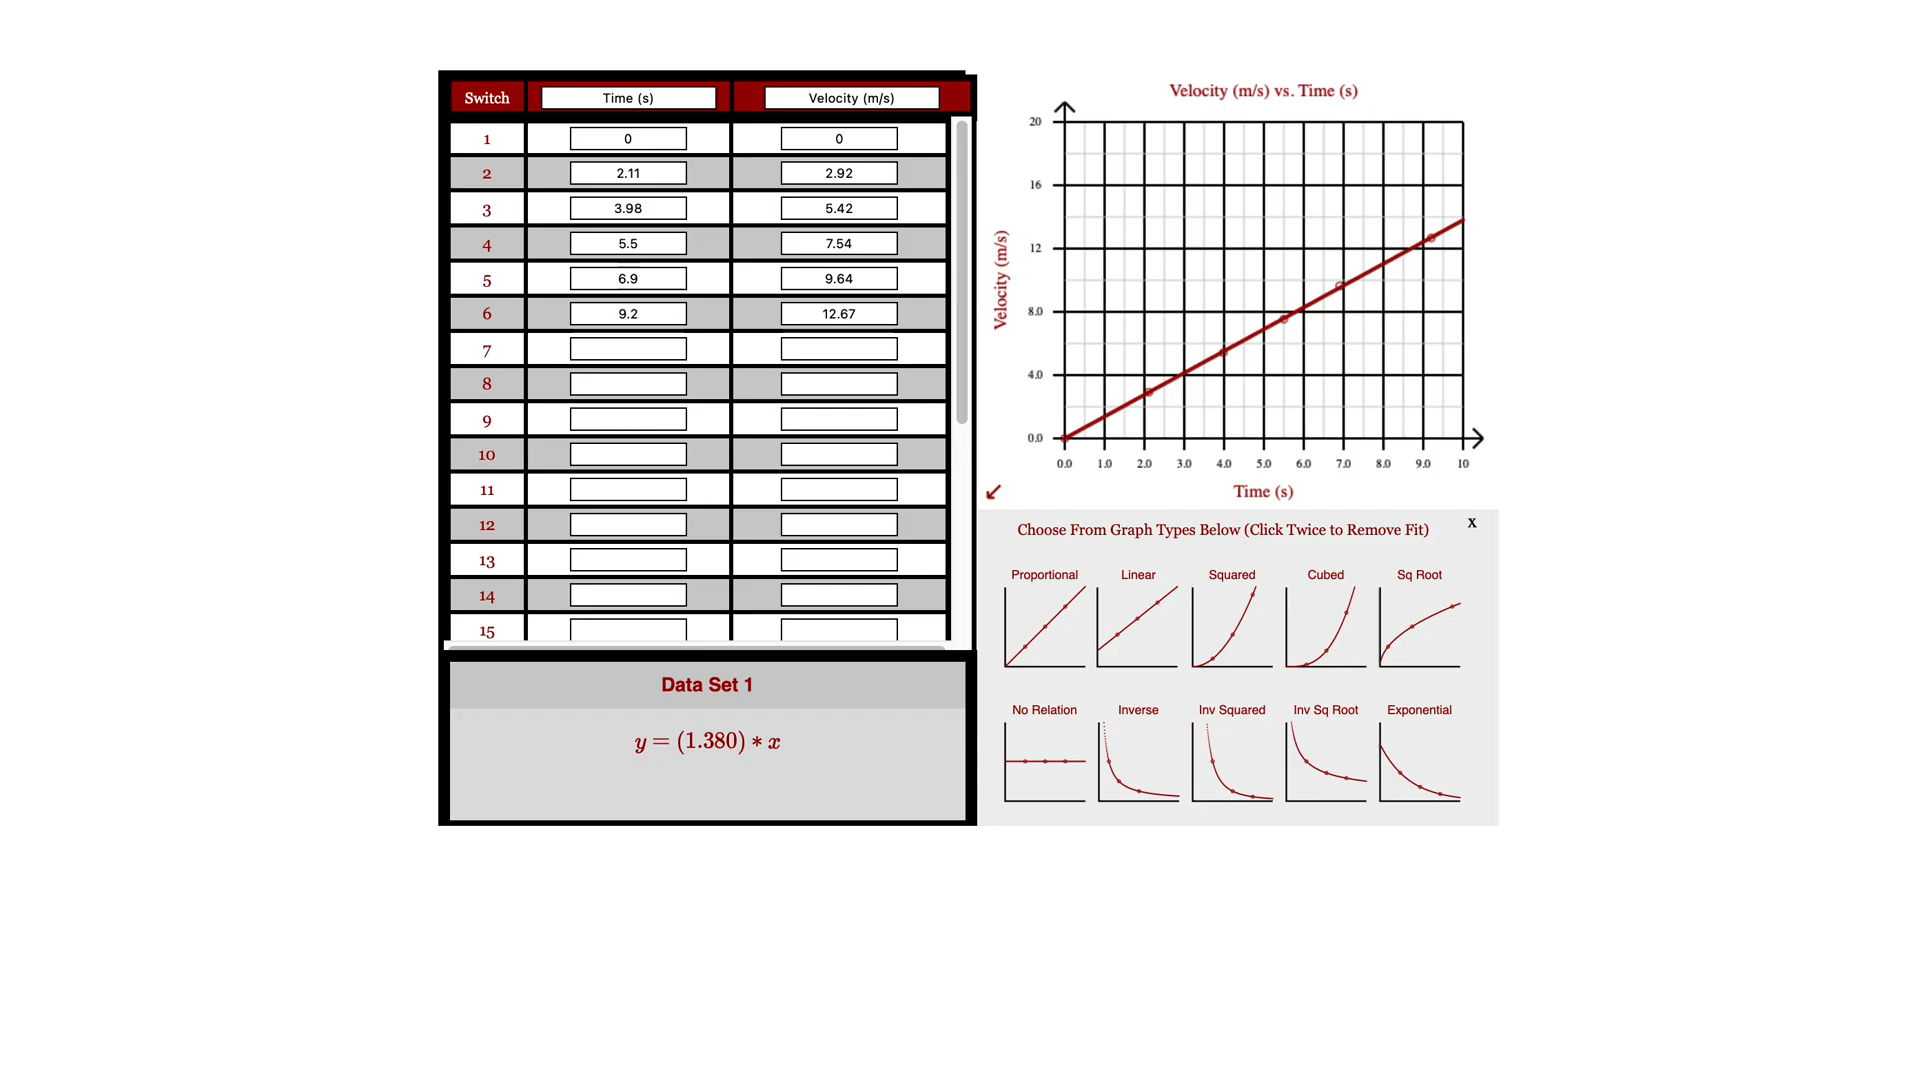 Switch Time (s) Velocity (m/s)
1 0 0
2 2.11 2.92
3 3.98 5.42
4 5.5 7.54
5 6.9 9.64
6 9.2 12.67
7
8
9
10
11
12
13
14
15
Data Set 1
y = (1.380) * x
Velocity (m/s) vs. Time (s)
Velocity (m/s)
20
16
12
8.0
4.0
0.0
0.0 1.0 2.0 3.0 4.0 5.0 6.0 7.0 8.0 9.0 10
Time (s)
Choose From Graph Types Below (Click Twice to Remove Fit) X
Proportional Linear Squared Cubed Sq Root
No Relation Inverse Inv Squared Inv Sq Root Exponential